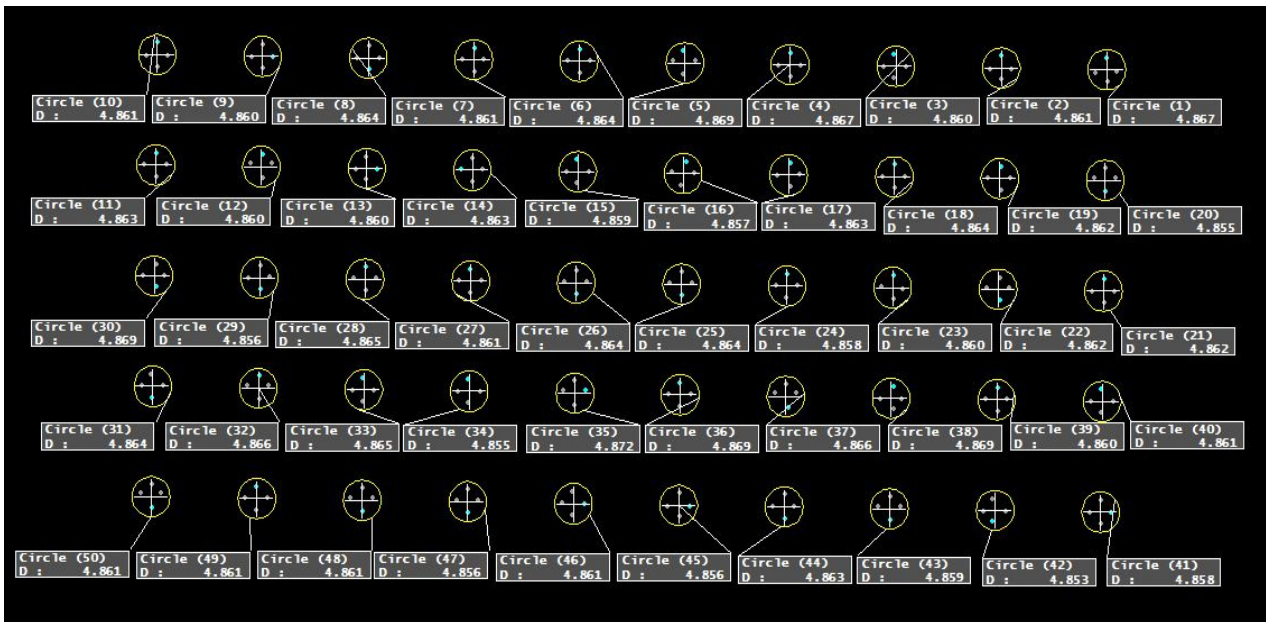 Circle (10) Circle (9) Circle (8) Circle (7) Circle (6) Circle (5) Circle (4) Circle (3) Circle (2) Circle (1)
D : 4.861 D : 4.860 D : 4.864 D : 4.861 D : 4.864 D : 4.869 D : 4.867 D : 4.860 D : 4.861 D : 4.867
Circle (11) Circle (12) Circle (13) Circle (14) Circle (15) Circle (16) Circle (17) Circle (18) Circle (19) Circle (20)
D : 4.863 D : 4.860 D : 4.860 D : 4.863 D : 4.859 D : 4.857 D : 4.863 D : 4.864 D : 4.862 D : 4.855
Circle (30) Circle (29) Circle (28) Circle (27) Circle (26) Circle (25) Circle (24) Circle (23) Circle (22) Circle (21)
D : 4.869 D : 4.856 D : 4.865 D : 4.861 D : 4.864 D : 4.864 D : 4.858 D : 4.860 D : 4.862 D : 4.862
Circle (31) Circle (32) Circle (33) Circle (34) Circle (35) Circle (36) Circle (37) Circle (38) Circle (39) Circle (40)
D : 4.864 D : 4.866 D : 4.865 D : 4.855 D : 4.872 D : 4.869 D : 4.866 D : 4.869 D : 4.860 D : 4.861
Circle (50) Circle (49) Circle (48) Circle (47) Circle (46) Circle (45) Circle (44) Circle (43) Circle (42) Circle (41)
D : 4.861 D : 4.861 D : 4.861 D : 4.856 D : 4.861 D : 4.856 D : 4.863 D : 4.859 D : 4.853 D : 4.858